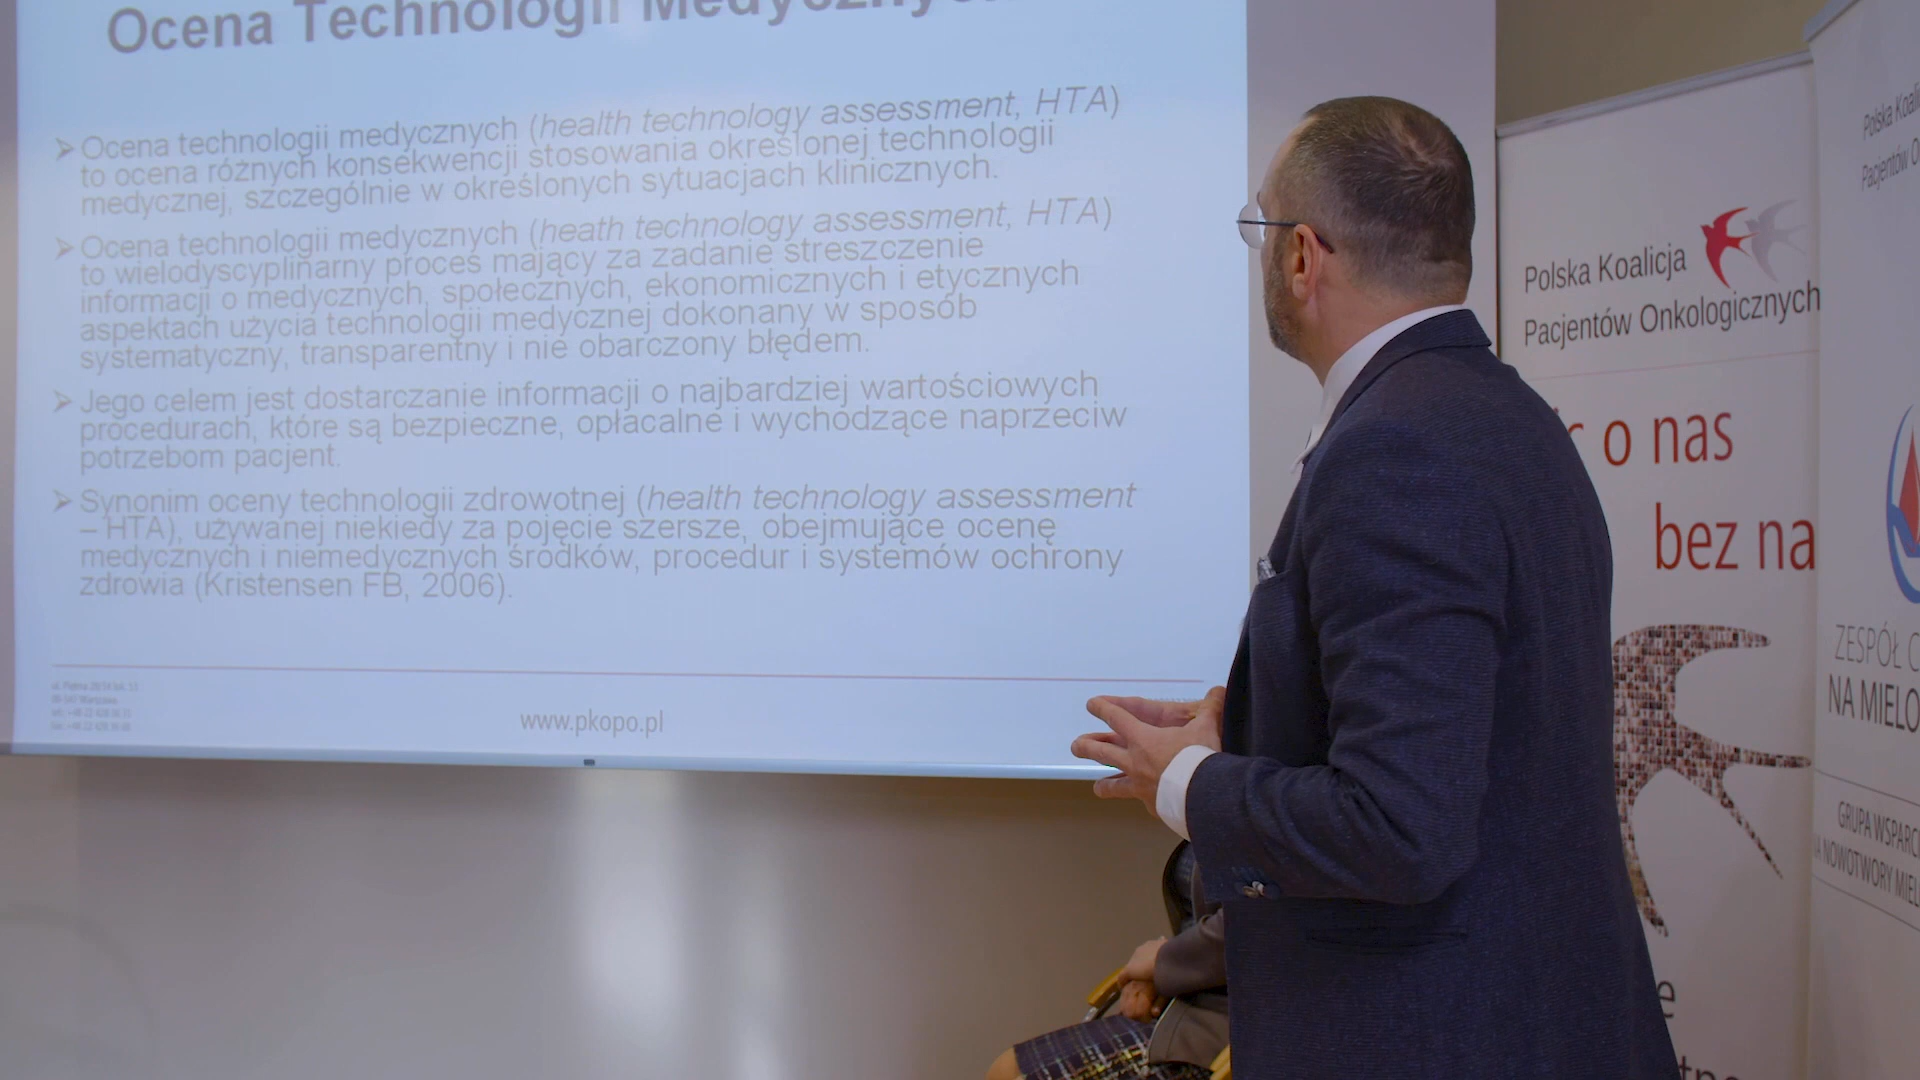 Ocena Technologii Medycznych
Ocena technologii medycznych (health technology assessment, HTA)
to ocena różnych konsekwencji stosowania określonej technologii
medycznej, szczególnie w określonych sytuacjach klinicznych.
Ocena technologii medycznych (heath technology assessment, HTA)
to wielodyscyplinarny proces mający za zadanie streszczenie
informacji o medycznych, społecznych, ekonomicznych i etycznych
aspektach użycia technologii medycznej dokonany w sposób
systematyczny, transparentny i nie obarczony błędem.
Jego celem jest dostarczanie informacji o najbardziej wartościowych
procedurach, które są bezpieczne, opłacalne i wychodzące naprzeciw
potrzebom pacjent.
Synonim oceny technologii zdrowotnej (health technology assessment
– HTA), używanej niekiedy za pojęcie szersze, obejmujące ocenę
medycznych i niemedycznych środków, procedur i systemów ochrony
zdrowia (Kristensen FB, 2006).
www.pkopo.pl
Polska Koalicja
Pacjentów Onkologicznych
o nas
bez na
Polska
Pacjentów
ZESPÓŁ
NA MIELO
GRUPA WSPARC
NOWOTWORY MIEL